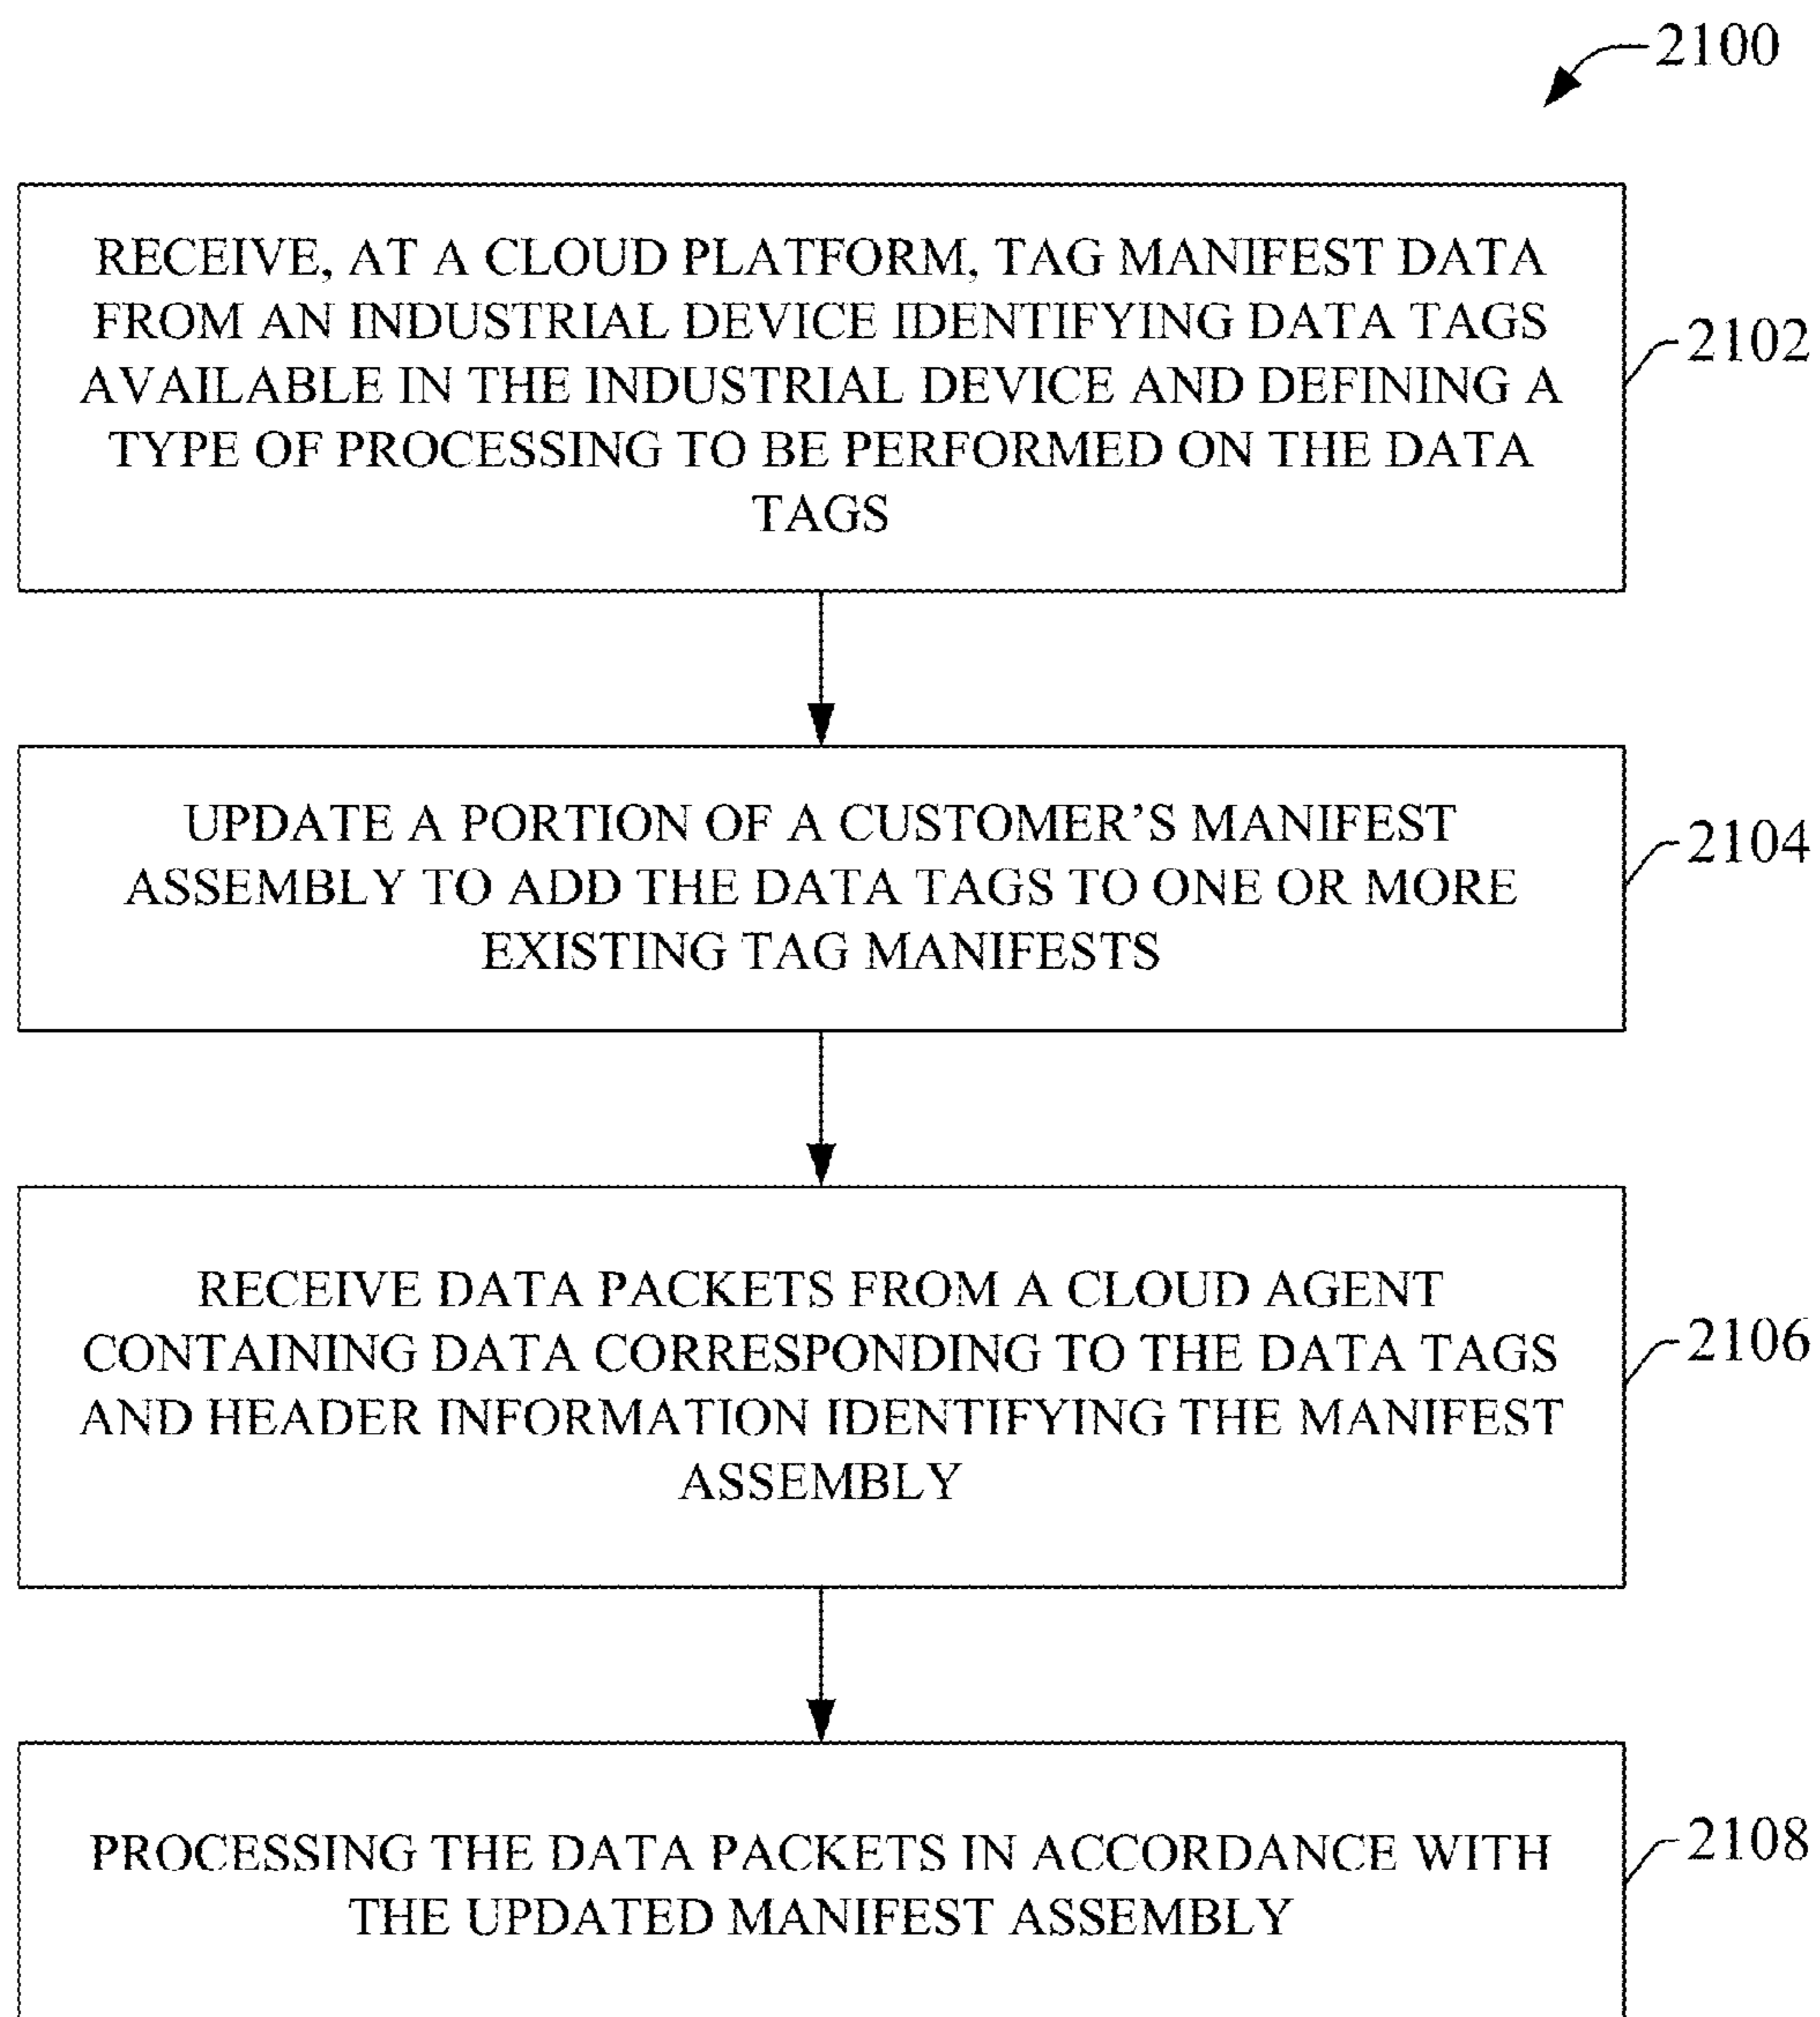 2100
RECEIVE, AT A CLOUD PLATFORM, TAG MANIFEST DATA
FROM AN INDUSTRIAL DEVICE IDENTIFYING DATA TAGS
AVAILABLE IN THE INDUSTRIAL DEVICE AND DEFINING A
TYPE OF PROCESSING TO BE PERFORMED ON THE DATA
TAGS
2102
UPDATE A PORTION OF A CUSTOMER’S MANIFEST
ASSEMBLY TO ADD THE DATA TAGS TO ONE OR MORE
EXISTING TAG MANIFESTS
2104
RECEIVE DATA PACKETS FROM A CLOUD AGENT
CONTAINING DATA CORRESPONDING TO THE DATA TAGS
AND HEADER INFORMATION IDENTIFYING THE MANIFEST
ASSEMBLY
2106
PROCESSING THE DATA PACKETS IN ACCORDANCE WITH
THE UPDATED MANIFEST ASSEMBLY
2108